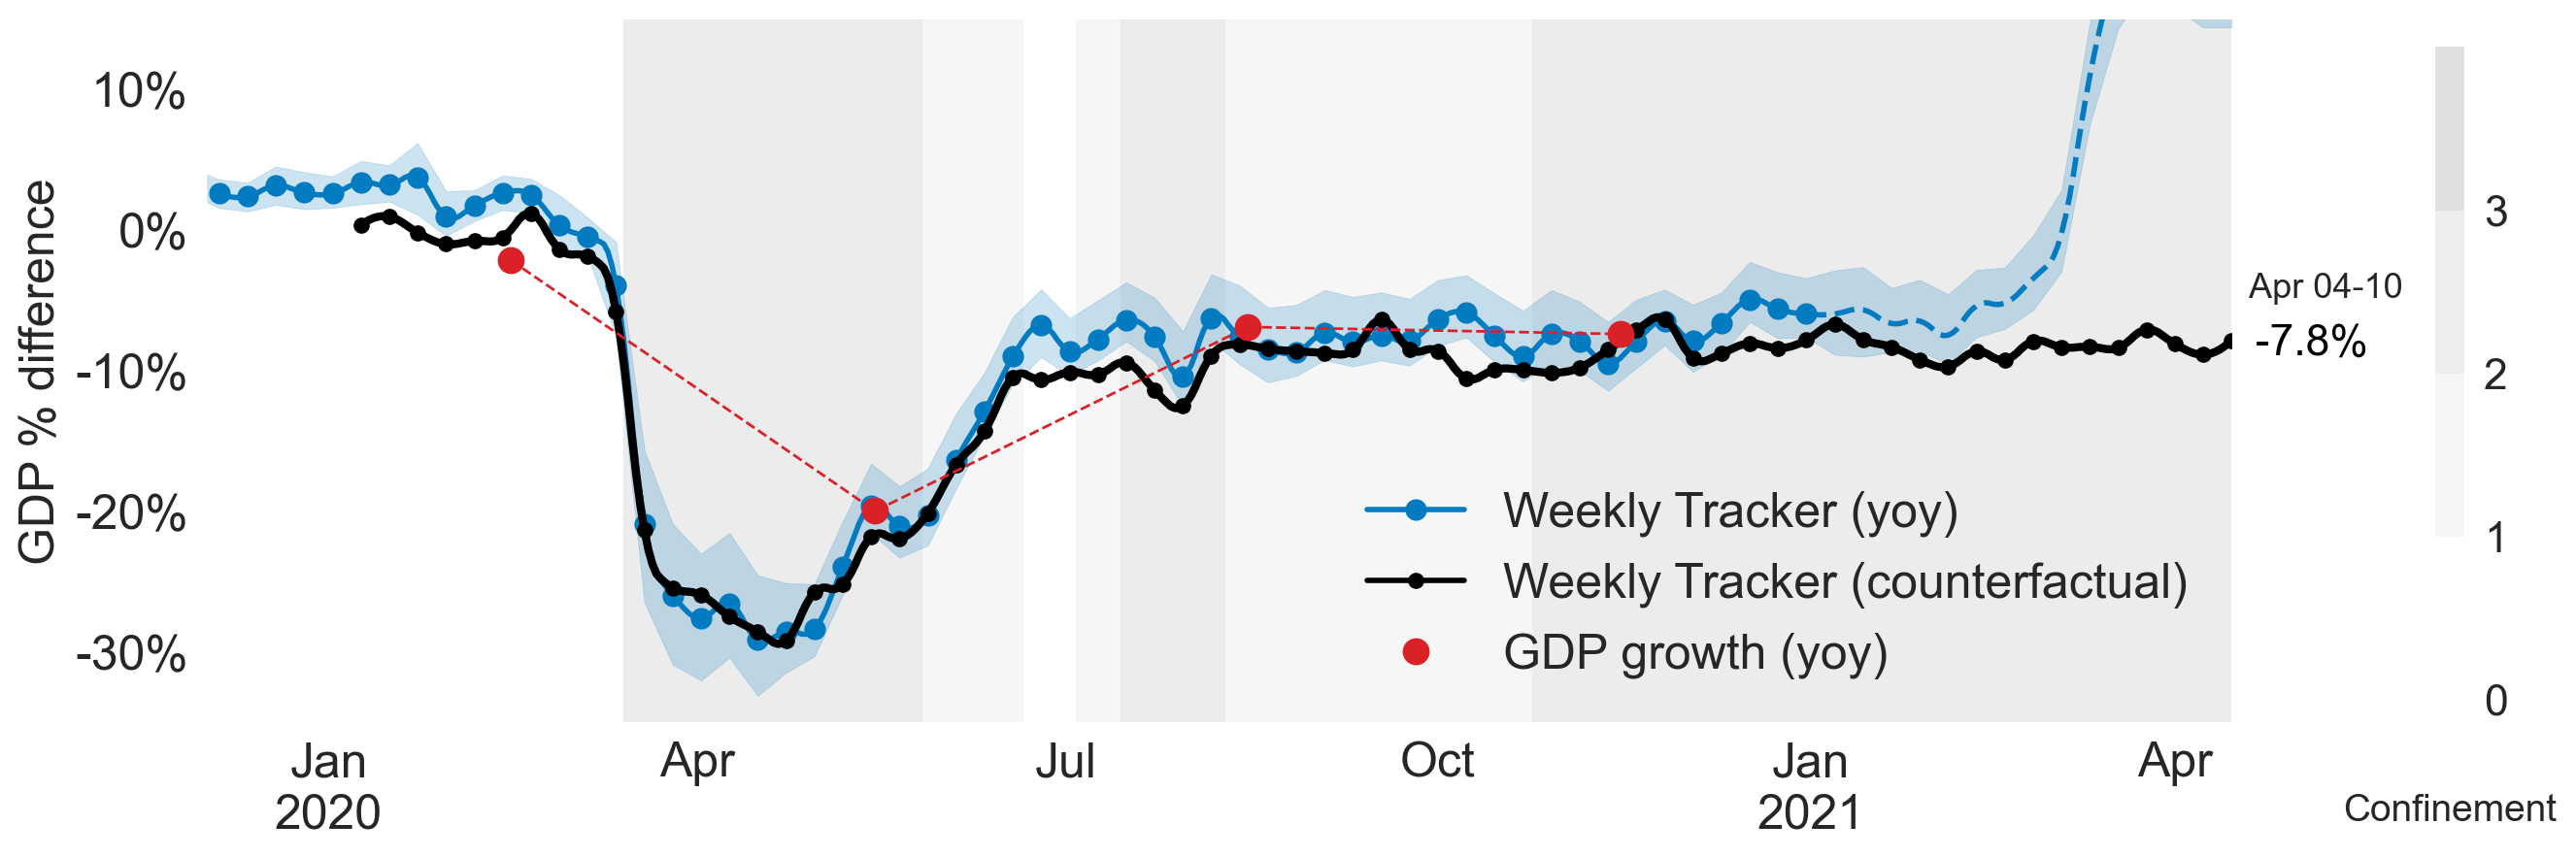 GDP % difference
10%
0%
-10%
-20%
-30%
Jan
2020
Apr
Jul
Oct
Jan
2021
Apr
Weekly Tracker (yoy)
Weekly Tracker (counterfactual)
GDP growth (yoy)
Apr 04-10
-7.8%
3
2
1
0
Confinement